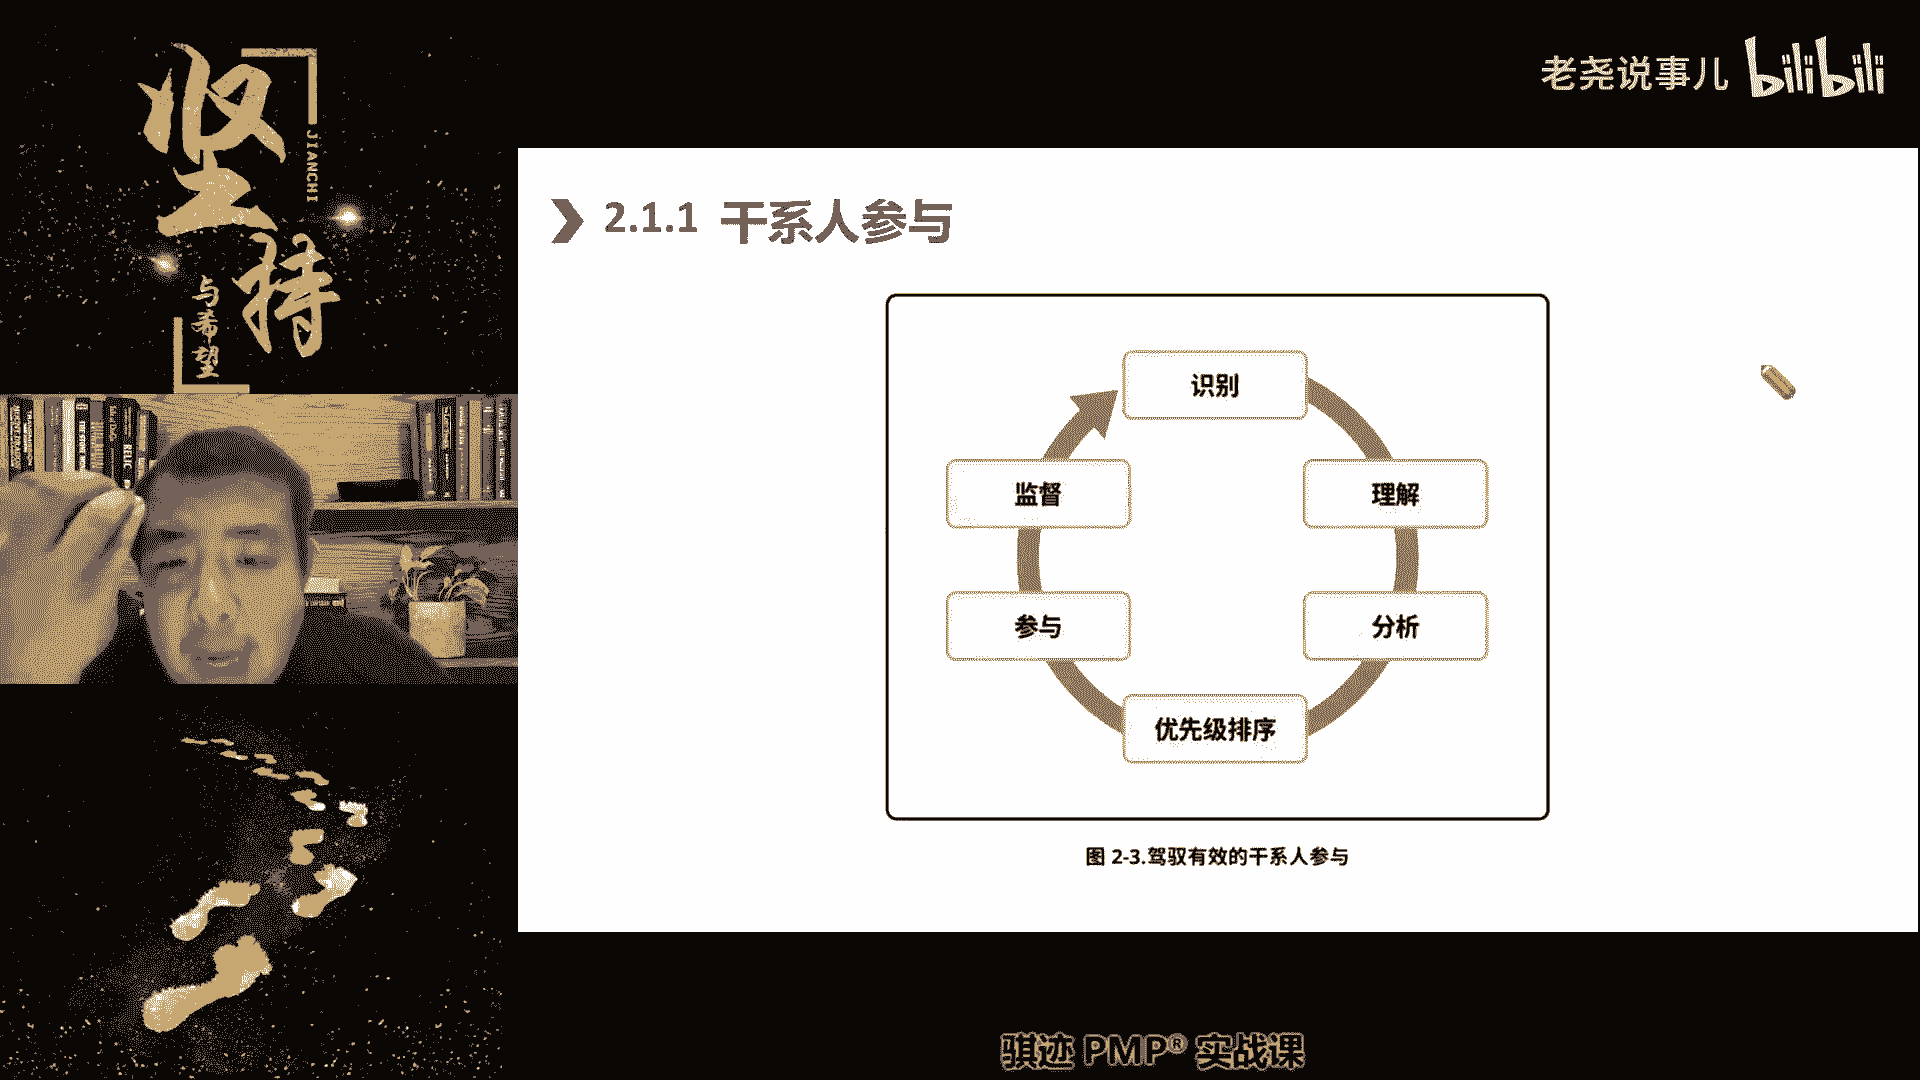 坚持
JIANCHI
与希望
老尧说事儿 bilibili
2.1.1 干系人参与
识别
监督
理解
参与
分析
优先级排序
图 2-3.驾驭有效的干系人参与
骐迹 PMP® 实战课